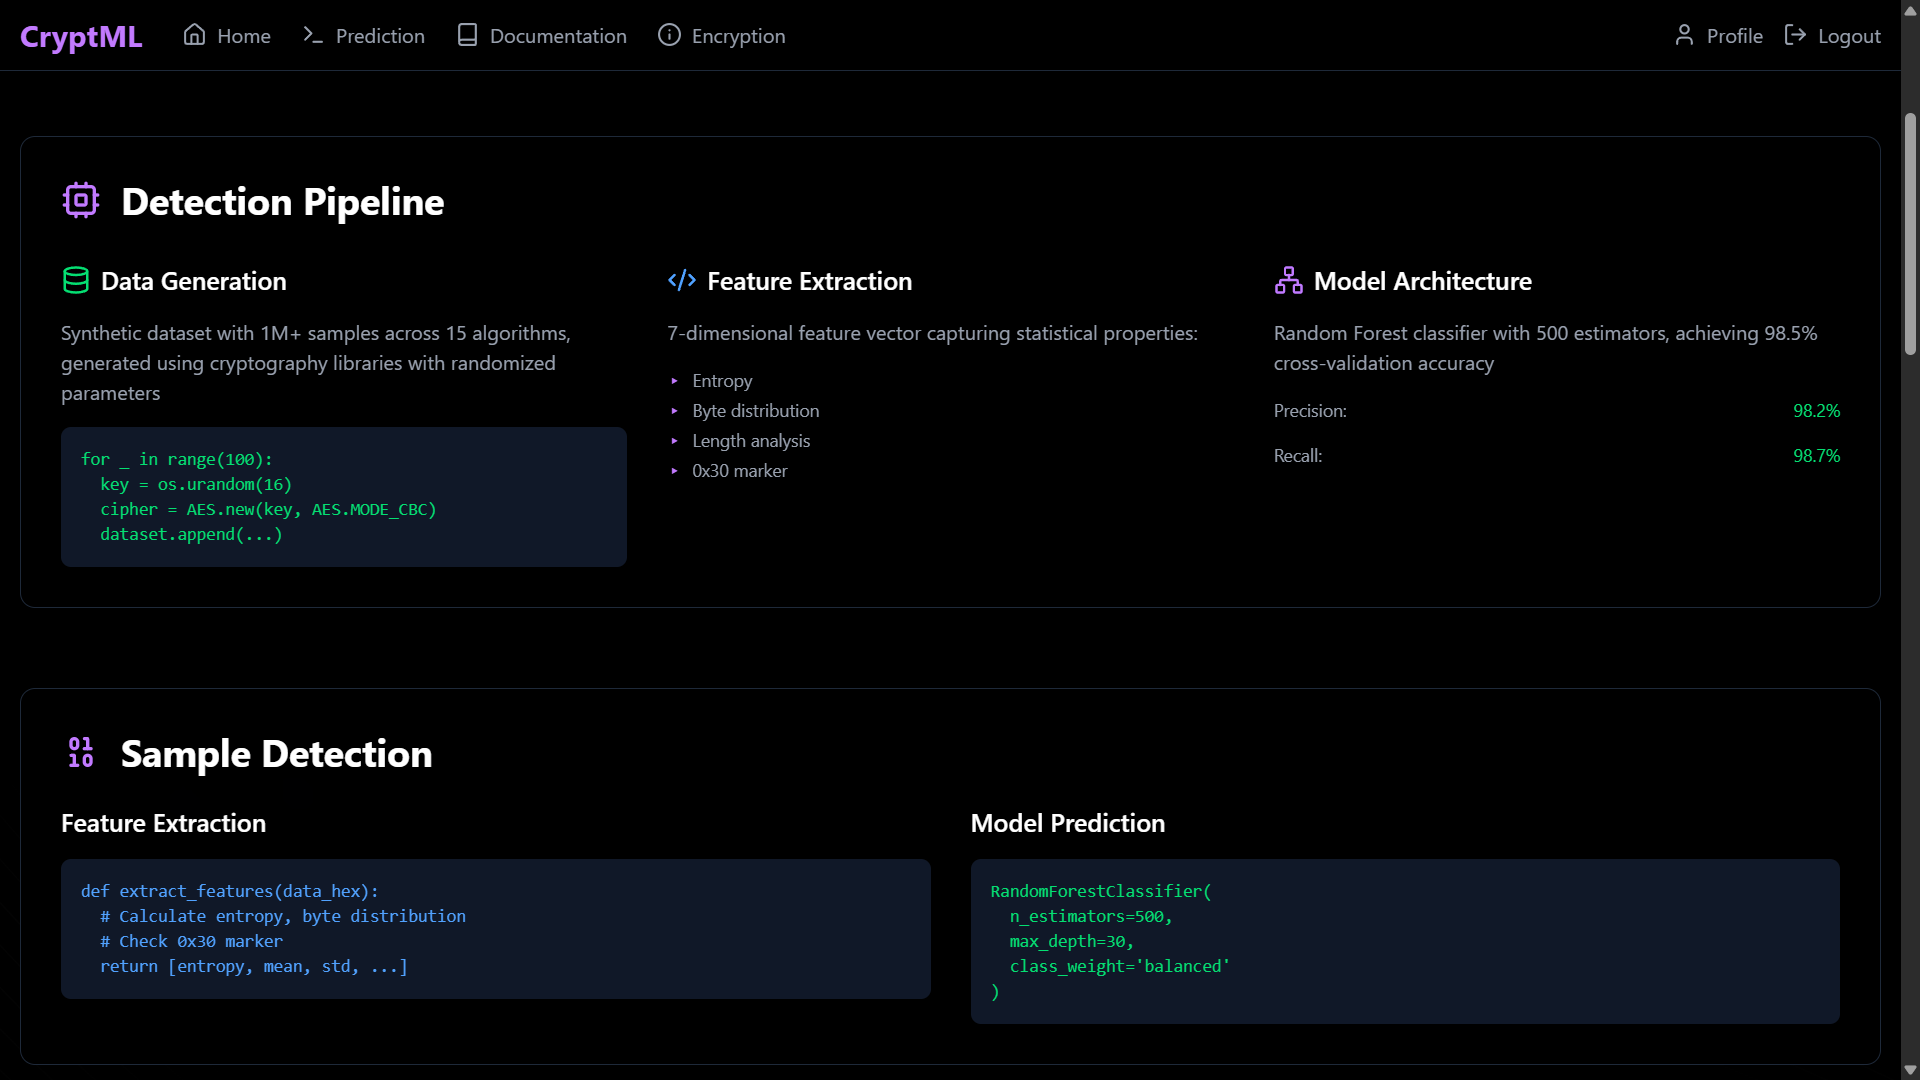 CryptML
Home
Prediction
Documentation
Encryption
Profile
Logout
Detection Pipeline
Data Generation
Synthetic dataset with 1M+ samples across 15 algorithms,
generated using cryptography libraries with randomized
parameters
for _ in range(100):
  key = os.urandom(16)
  cipher = AES.new(key, AES.MODE_CBC)
  dataset.append(...)
Feature Extraction
7-dimensional feature vector capturing statistical properties:
‣ Entropy
‣ Byte distribution
‣ Length analysis
‣ 0x30 marker
Model Architecture
Random Forest classifier with 500 estimators, achieving 98.5%
cross-validation accuracy
Precision: 98.2%
Recall: 98.7%
Sample Detection
Feature Extraction
def extract_features(data_hex):
  # Calculate entropy, byte distribution
  # Check 0x30 marker
  return [entropy, mean, std, ...]
Model Prediction
RandomForestClassifier(
  n_estimators=500,
  max_depth=30,
  class_weight='balanced'
)